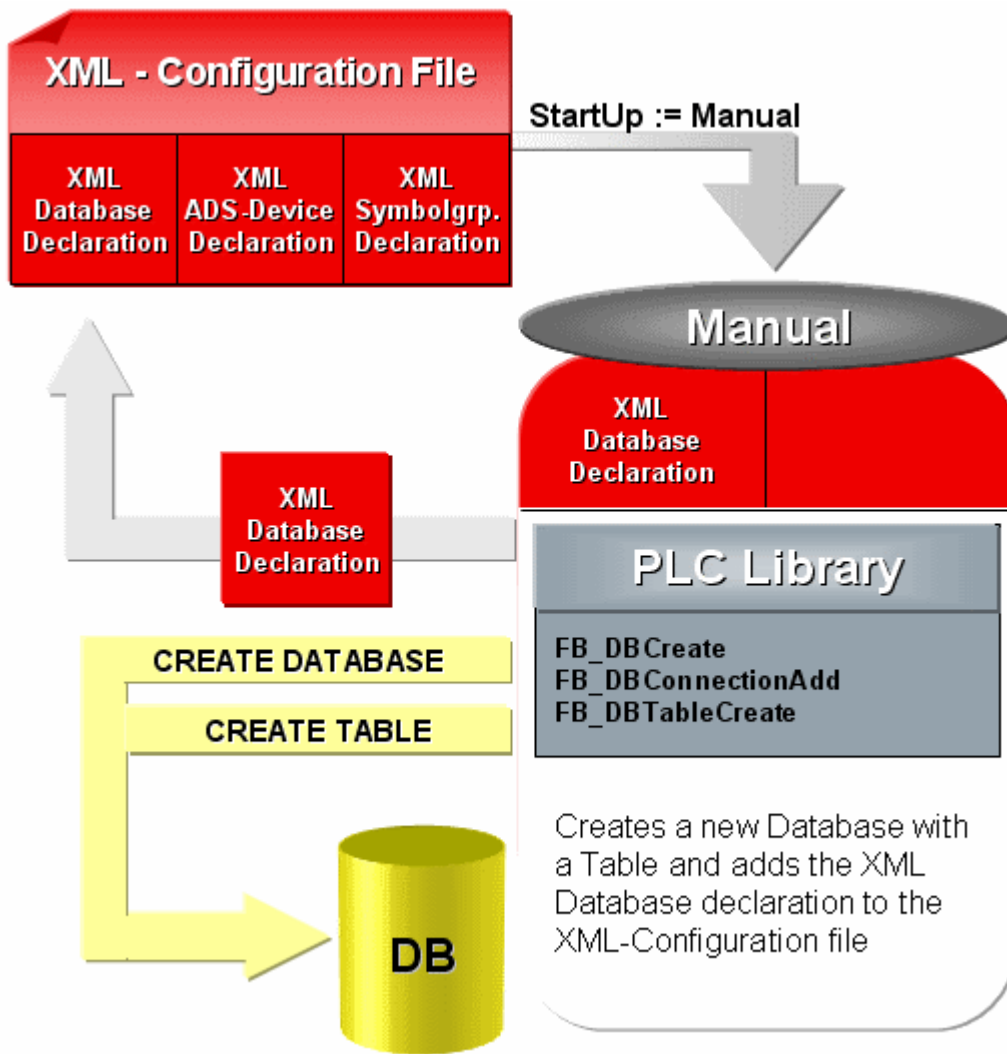 XML - Configuration File
StartUp := Manual
XML
Database
Declaration
XML
ADS-Device
Declaration
XML
Symbolgrp.
Declaration
Manual
XML
Database
Declaration
XML
Database
Declaration
PLC Library
FB_DBCreate
FB_DBConnectionAdd
FB_DBTableCreate
CREATE DATABASE
CREATE TABLE
DB
Creates a new Database with
a Table and adds the XML
Database declaration to the
XML-Configuration file